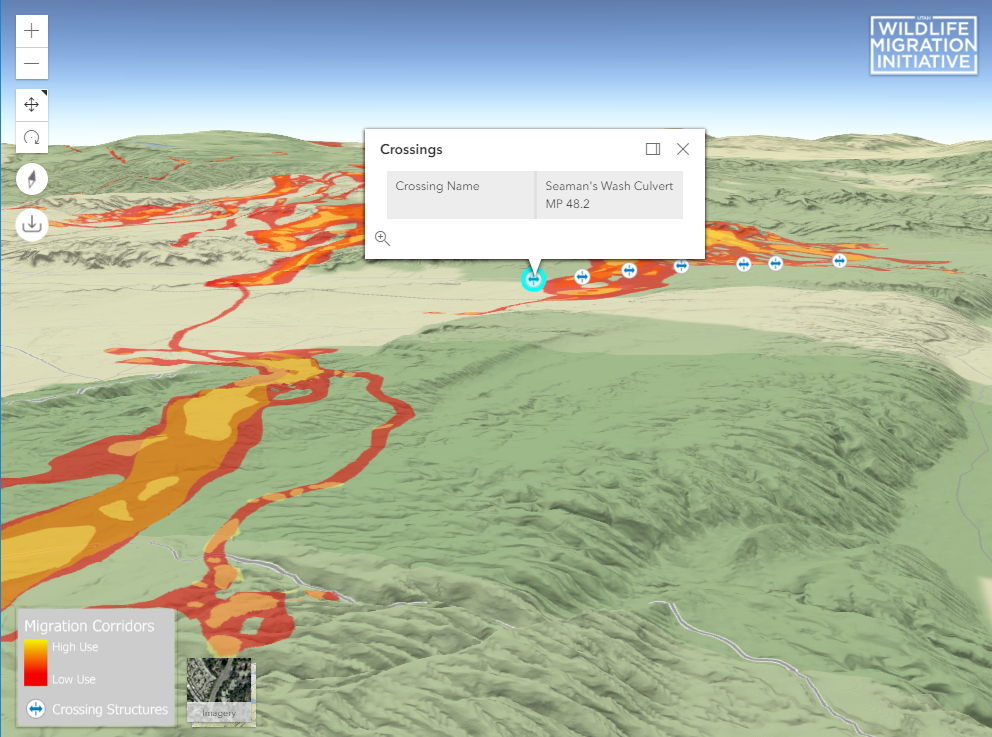 UTAH
WILDLIFE
MIGRATION
INITIATIVE
Crossings
Crossing Name
Seaman's Wash Culvert
MP 48.2
Migration Corridors
High Use
Low Use
Crossing Structures
Imagery